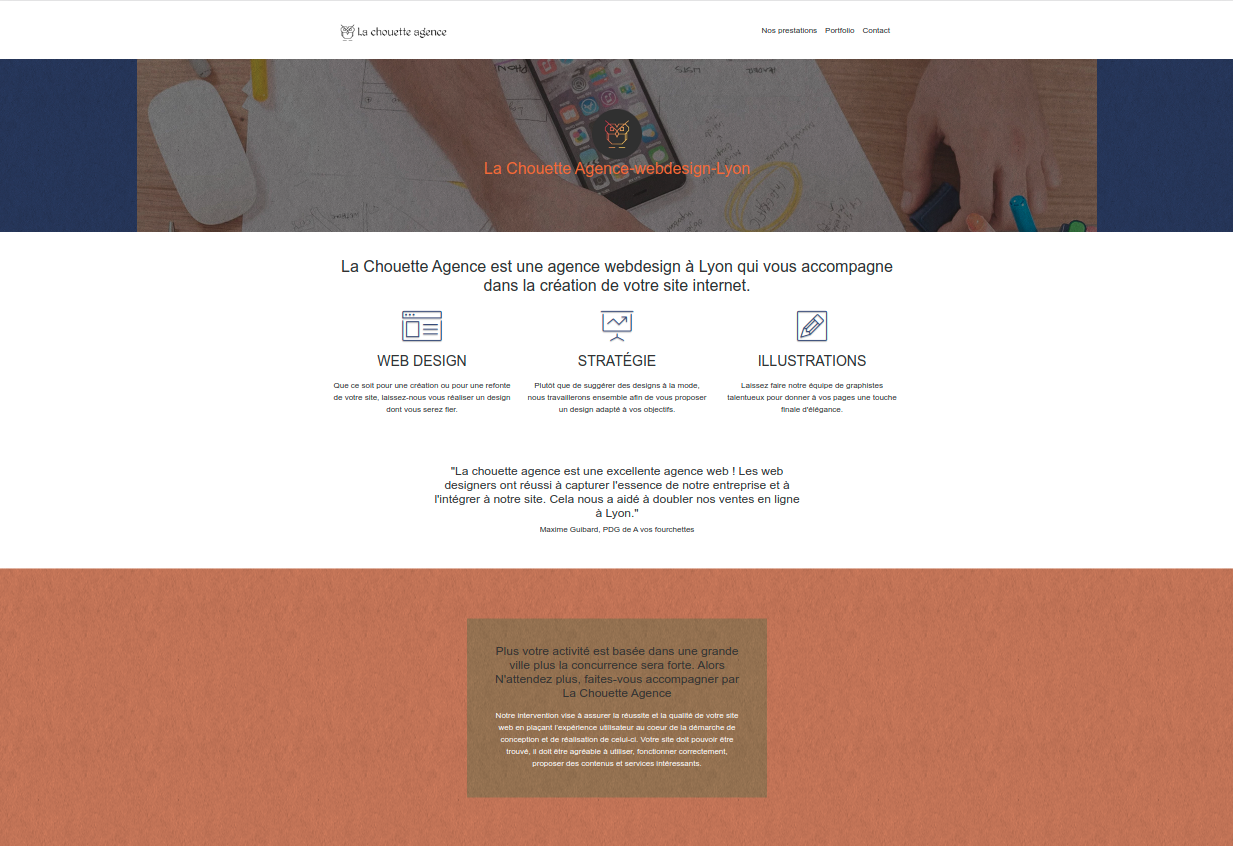 La chouette agence
Nos prestations Portfolio Contact
La Chouette Agence-webdesign-Lyon
La Chouette Agence est une agence webdesign à Lyon qui vous accompagne
dans la création de votre site internet.
WEB DESIGN
Que ce soit pour une création ou pour une refonte
de votre site, laissez-nous vous réaliser un design
dont vous serez fier.
STRATÉGIE
Plutôt que de suggérer des designs à la mode,
nous travaillerons ensemble afin de vous proposer
un design adapté à vos objectifs.
ILLUSTRATIONS
Laissez faire notre équipe de graphistes
talentueux pour donner à vos pages une touche
finale d'élégance.
"La chouette agence est une excellente agence web ! Les web
designers ont réussi à capturer l'essence de notre entreprise et à
l'intégrer à notre site. Cela nous a aidé à doubler nos ventes en ligne
à Lyon."
Maxime Guibard, PDG de A vos fourchettes
Plus votre activité est basée dans une grande
ville plus la concurrence sera forte. Alors
N'attendez plus, faites-vous accompagner par
La Chouette Agence
Notre intervention vise à assurer la réussite et la qualité de votre site
web en plaçant l'expérience utilisateur au coeur de la démarche de
conception et de réalisation de celui-ci. Votre site doit pouvoir être
trouvé, il doit être agréable à utiliser, fonctionner correctement,
proposer des contenus et services intéressants.